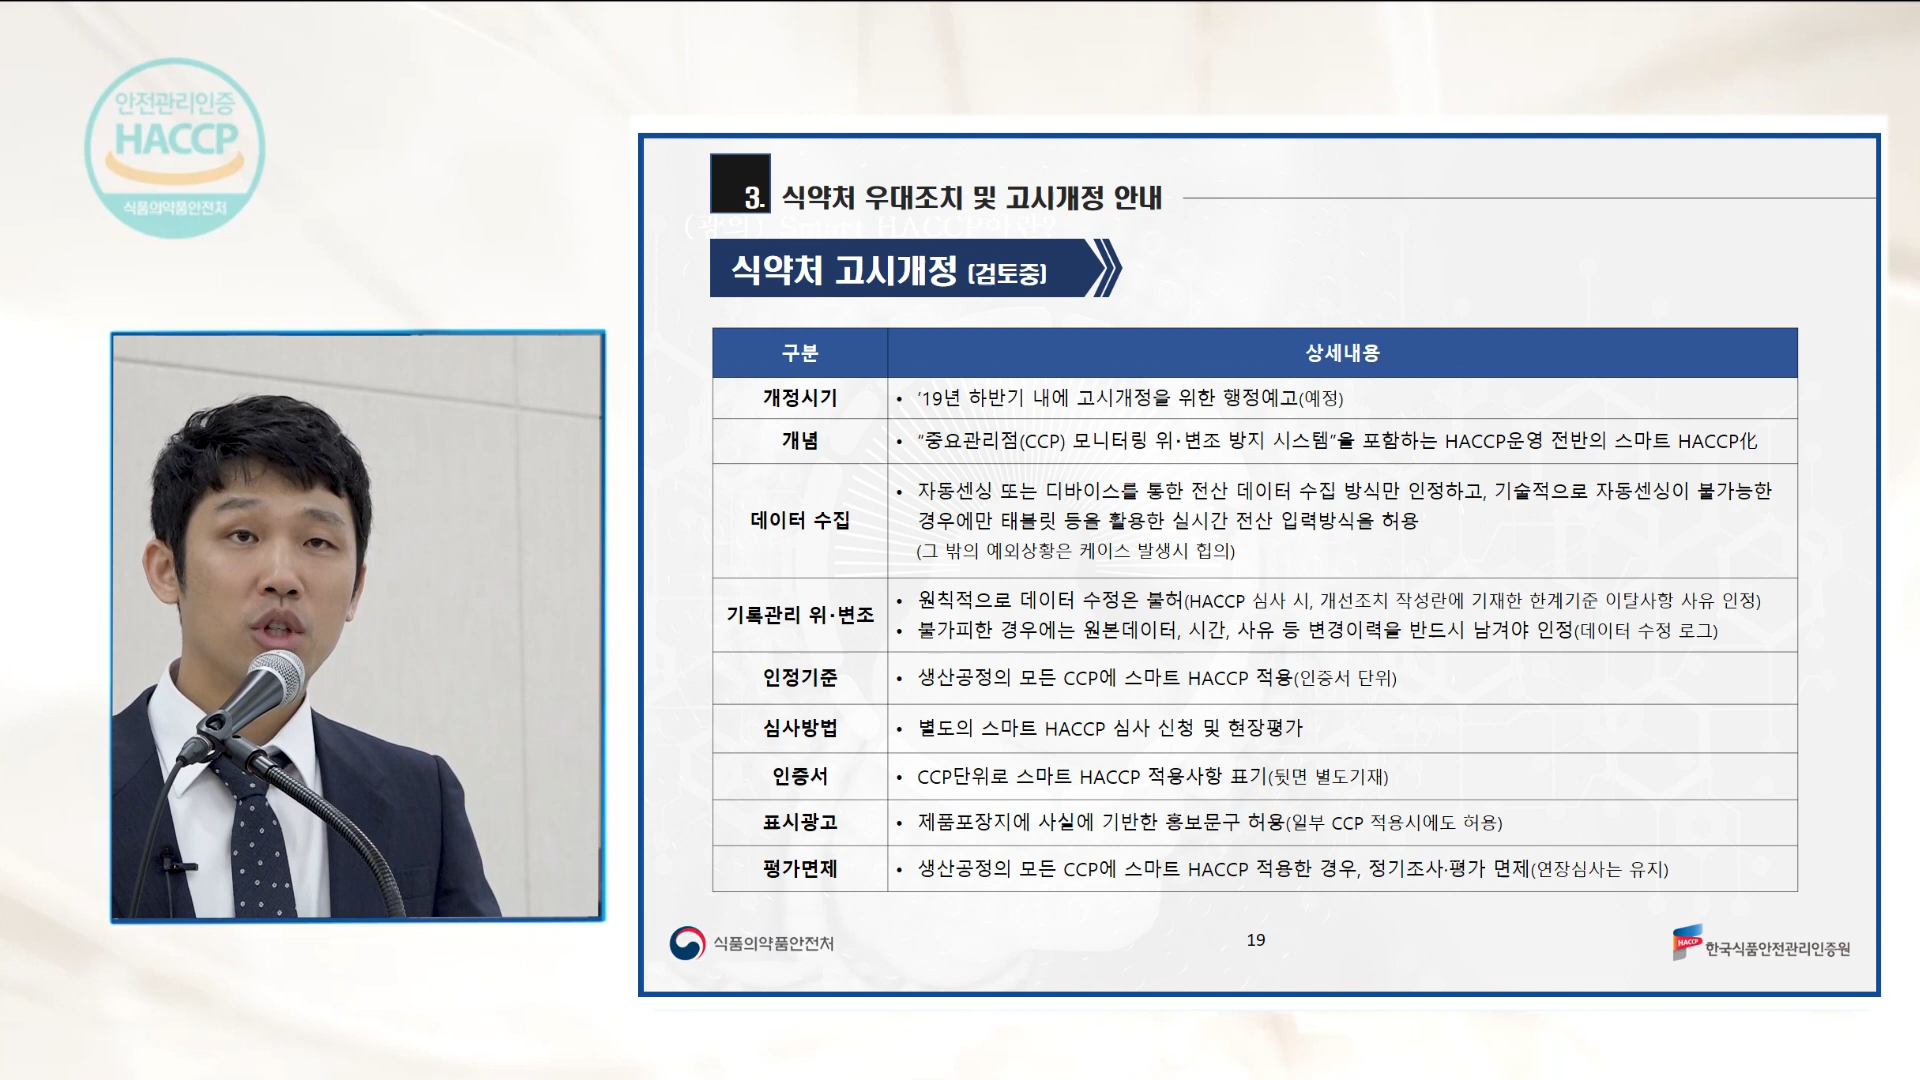 안전관리인증
HACCP
식품의약품안전처
3. 식약처 우대조치 및 고시개정 안내
Smart HACCP이란?
식약처 고시개정 (검토중)
구분 상세내용
개정시기 • '19년 하반기 내에 고시개정을 위한 행정예고(예정)
개념 • “중요관리점(CCP) 모니터링 위·변조 방지 시스템”을 포함하는 HACCP운영 전반의 스마트 HACCP化
데이터 수집 • 자동센싱 또는 디바이스를 통한 전산 데이터 수집 방식만 인정하고, 기술적으로 자동센싱이 불가능한
경우에만 태블릿 등을 활용한 실시간 전산 입력방식을 허용
(그 밖의 예외상황은 케이스 발생시 협의)
기록관리 위·변조 • 원칙적으로 데이터 수정은 불허(HACCP 심사 시, 개선조치 작성란에 기재한 한계기준 이탈사항 사유 인정)
• 불가피한 경우에는 원본데이터, 시간, 사유 등 변경이력을 반드시 남겨야 인정(데이터 수정 로그)
인정기준 • 생산공정의 모든 CCP에 스마트 HACCP 적용(인증서 단위)
심사방법 • 별도의 스마트 HACCP 심사 신청 및 현장평가
인증서 • CCP단위로 스마트 HACCP 적용사항 표기(뒷면 별도기재)
표시광고 • 제품포장지에 사실에 기반한 홍보문구 허용(일부 CCP 적용시에도 허용)
평가면제 • 생산공정의 모든 CCP에 스마트 HACCP 적용한 경우, 정기조사·평가 면제(연장심사는 유지)
식품의약품안전처
19
HACCP 한국식품안전관리인증원